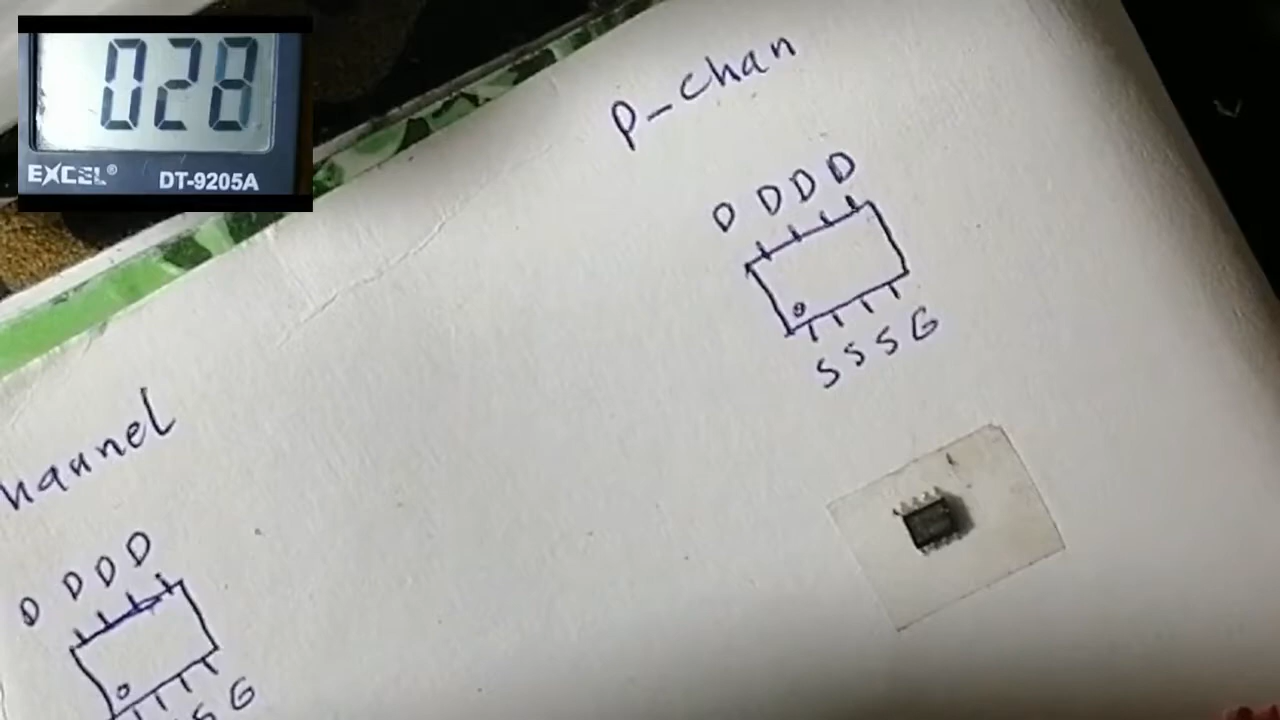 028
EXCEL®
DT-9205A
P-chan
D D D D
S S S G
hannel
D D D D
S G